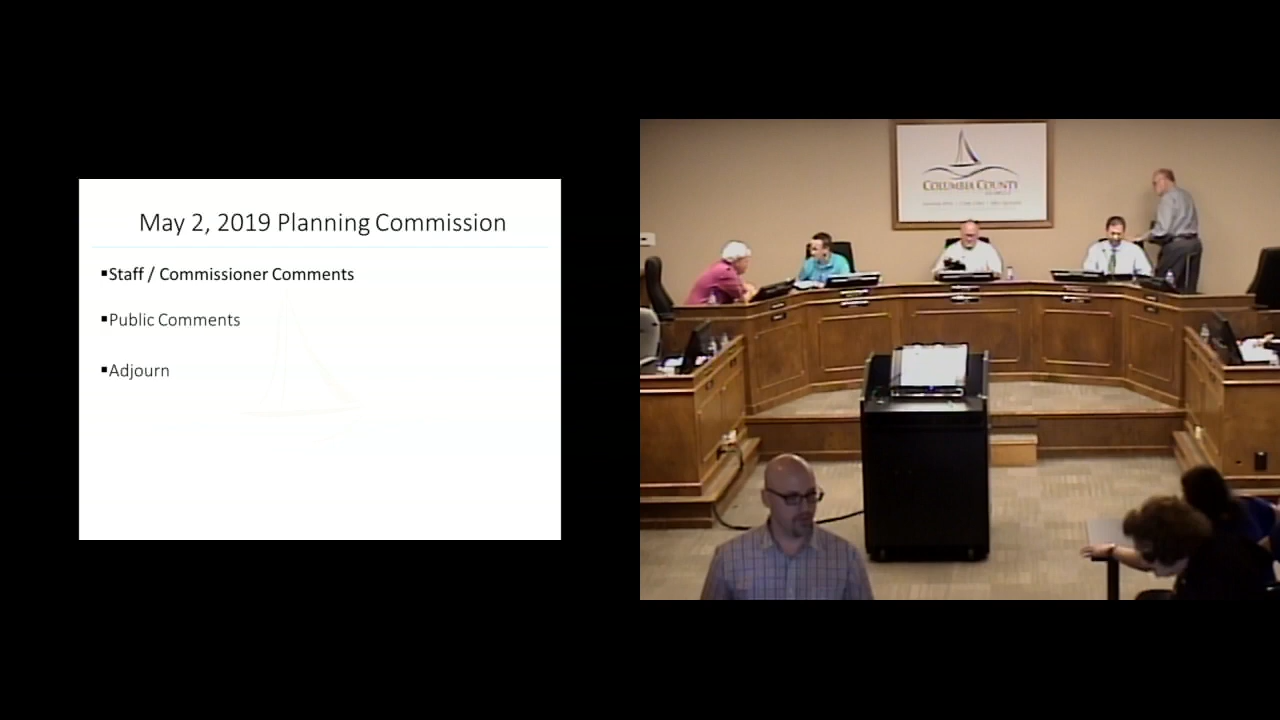 May 2, 2019 Planning Commission
▪Staff / Commissioner Comments
▪Public Comments
▪Adjourn
COLUMBIA COUNTY